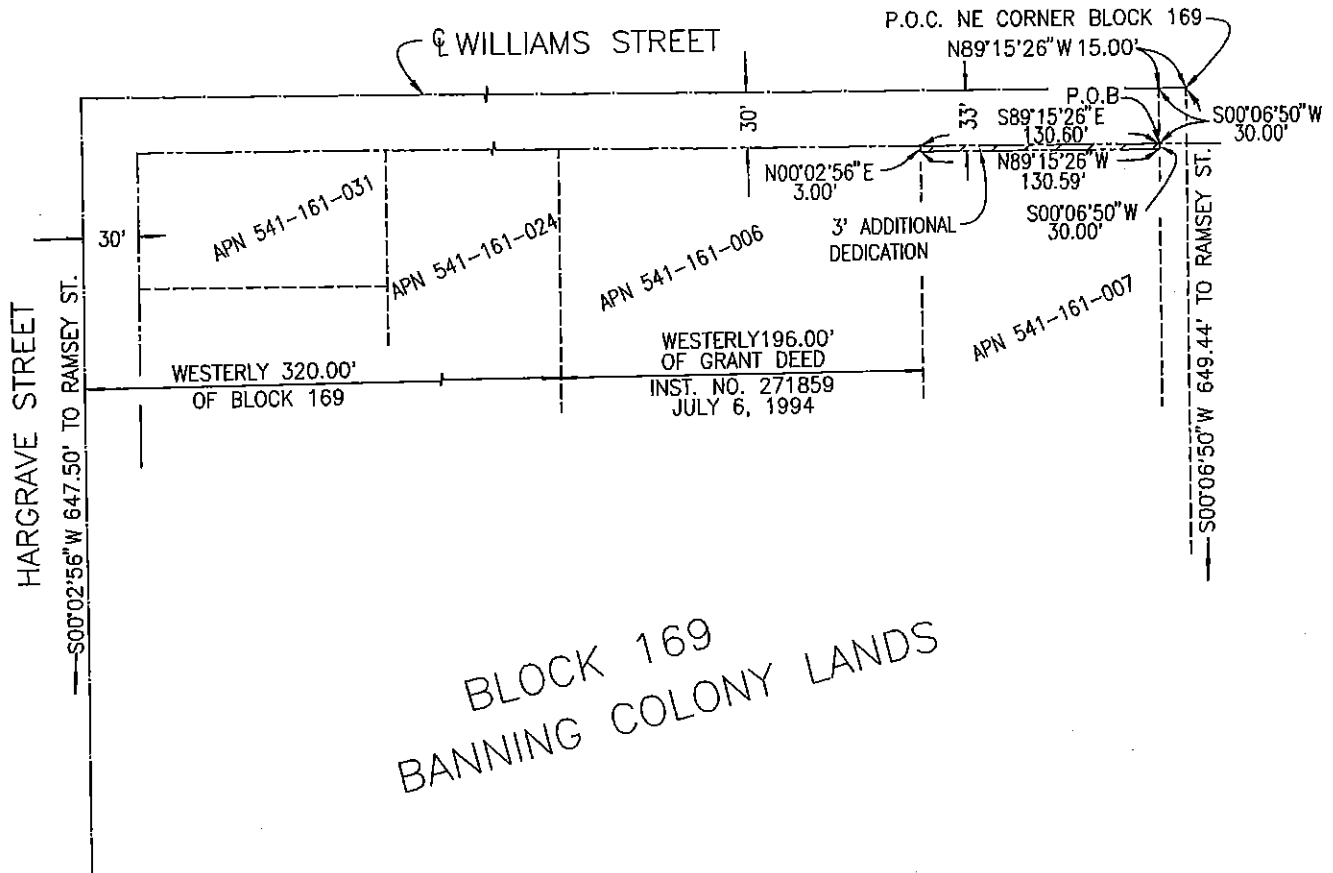 P.O.C. NE CORNER BLOCK 169
℄ WILLIAMS STREET
N89°15'26"W 15.00'
P.O.B
30'
33'
S89°15'26"E
130.60'
S00°06'50"W
30.00'
N00°02'56"E
3.00'
N89°15'26"W
130.59'
S00°06'50"W
30.00'
3' ADDITIONAL
DEDICATION
30'
APN 541-161-031
APN 541-161-024
APN 541-161-006
APN 541-161-007
HARGRAVE STREET
S00°02'56"W 647.50' TO RAMSEY ST.
S00°06'50"W 649.44' TO RAMSEY ST.
WESTERLY 320.00'
OF BLOCK 169
WESTERLY196.00'
OF GRANT DEED
INST. NO. 271859
JULY 6, 1994
BLOCK 169
BANNING COLONY LANDS